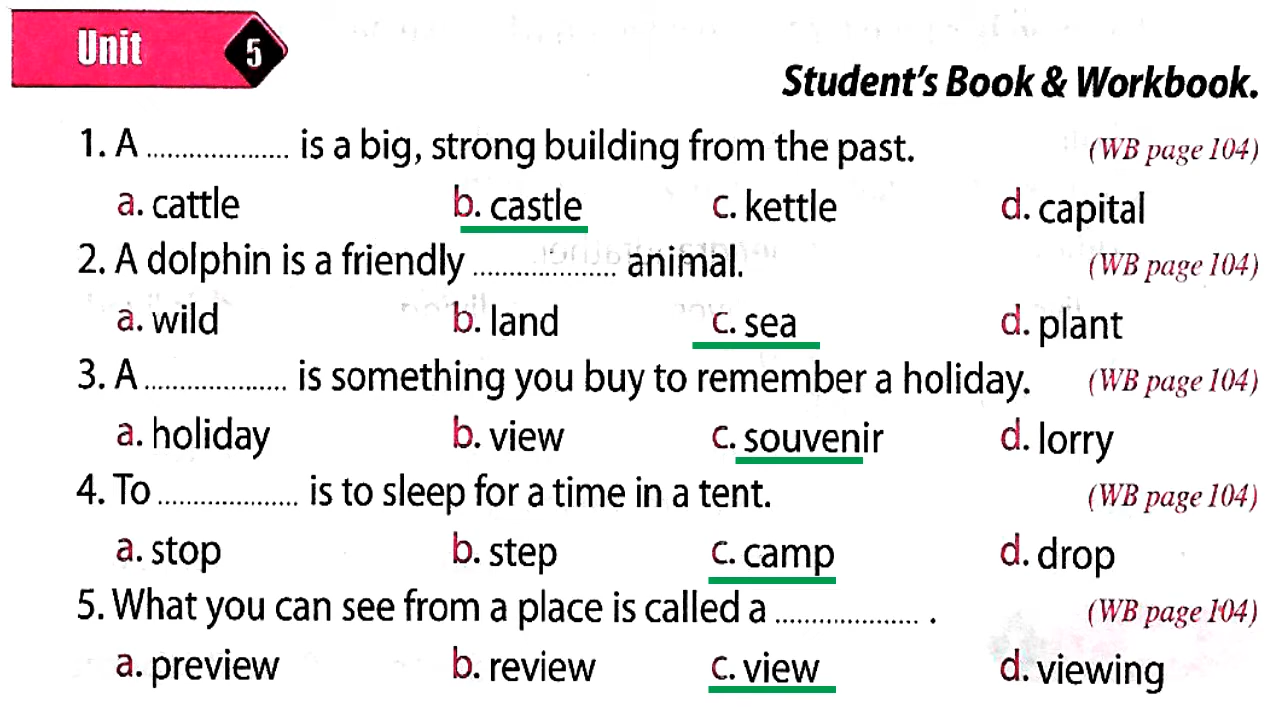 Unit 5
Student's Book & Workbook.
1. A .................... is a big, strong building from the past. (WB page 104)
a. cattle b. castle c. kettle d. capital
2. A dolphin is a friendly .................... animal. (WB page 104)
a. wild b. land c. sea d. plant
3. A .................... is something you buy to remember a holiday. (WB page 104)
a. holiday b. view c. souvenir d. lorry
4. To .................... is to sleep for a time in a tent. (WB page 104)
a. stop b. step c. camp d. drop
5. What you can see from a place is called a .................... . (WB page 104)
a. preview b. review c. view d. viewing